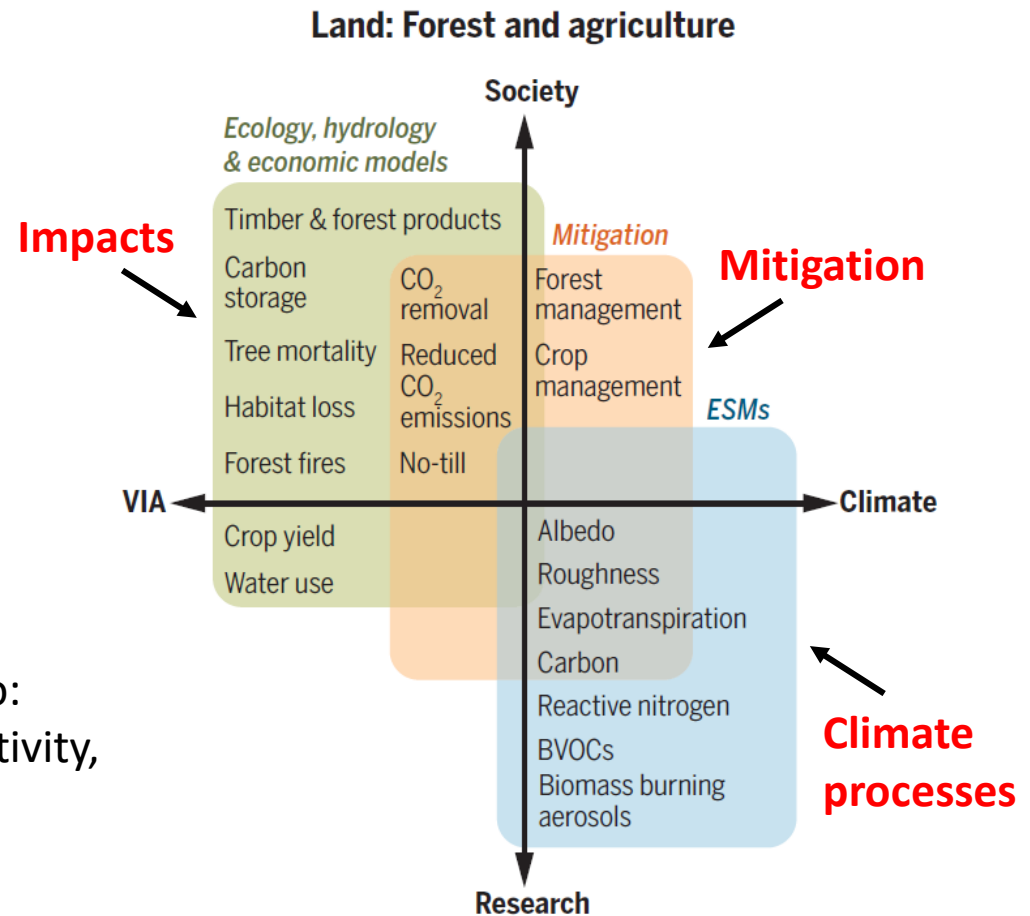 Land: Forest and agriculture
Society
Ecology, hydrology
& economic models
Impacts
Timber & forest products
Carbon
storage
Tree mortality
Habitat loss
Forest fires
CO₂
removal
Reduced
CO₂
emissions
No-till
Mitigation
Forest
management
Crop
management
Mitigation
ESMs
VIA
Climate
Crop yield
Water use
Albedo
Roughness
Evapotranspiration
Carbon
Reactive nitrogen
BVOCs
Biomass burning
aerosols
Climate
processes
Research